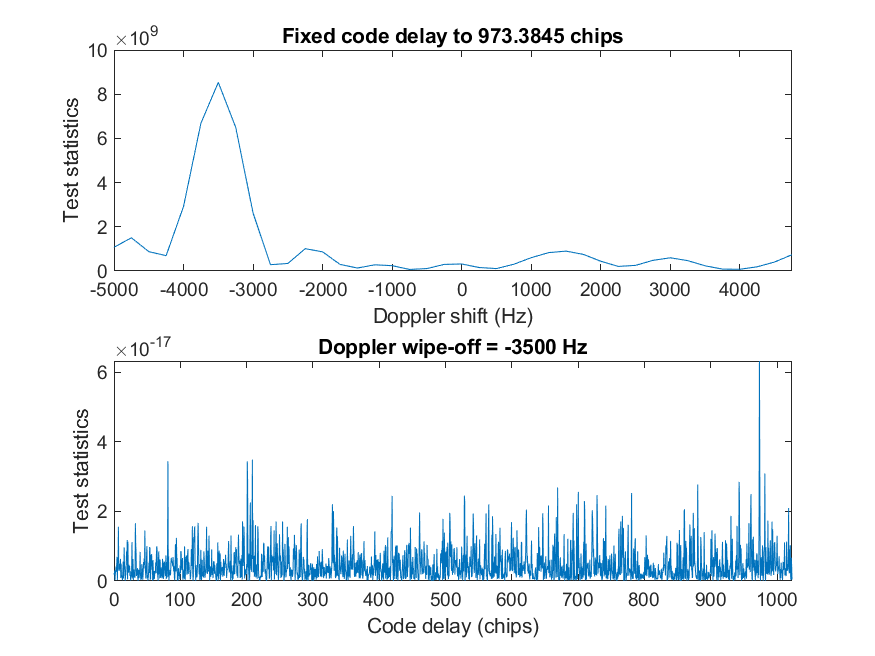 Fixed code delay to 973.3845 chips
×10^9
10
8
6
4
2
0
Test statistics
-5000 -4000 -3000 -2000 -1000 0 1000 2000 3000 4000
Doppler shift (Hz)
Doppler wipe-off = -3500 Hz
×10^-17
6
4
2
0
Test statistics
0 100 200 300 400 500 600 700 800 900 1000
Code delay (chips)